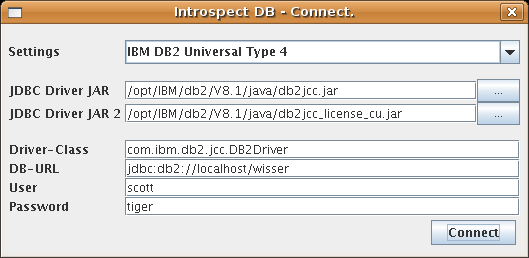 Introspect DB - Connect.
Settings IBM DB2 Universal Type 4
JDBC Driver JAR /opt/IBM/db2/V8.1/java/db2jcc.jar ...
JDBC Driver JAR 2 /opt/IBM/db2/V8.1/java/db2jcc_license_cu.jar ...
Driver-Class com.ibm.db2.jcc.DB2Driver
DB-URL jdbc:db2://localhost/wisser
User scott
Password tiger
Connect